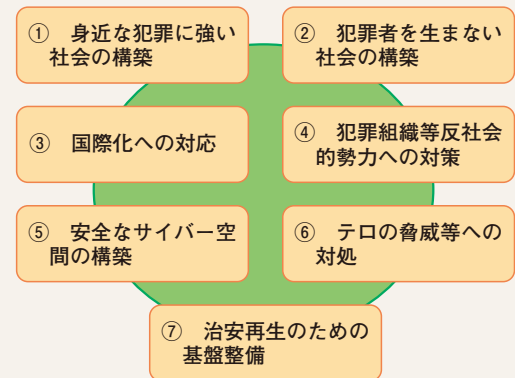 ① 身近な犯罪に強い
社会の構築
② 犯罪者を生まない
社会の構築
③ 国際化への対応
④ 犯罪組織等反社会
的勢力への対策
⑤ 安全なサイバー空
間の構築
⑥ テロの脅威等への
対処
⑦ 治安再生のための
基盤整備